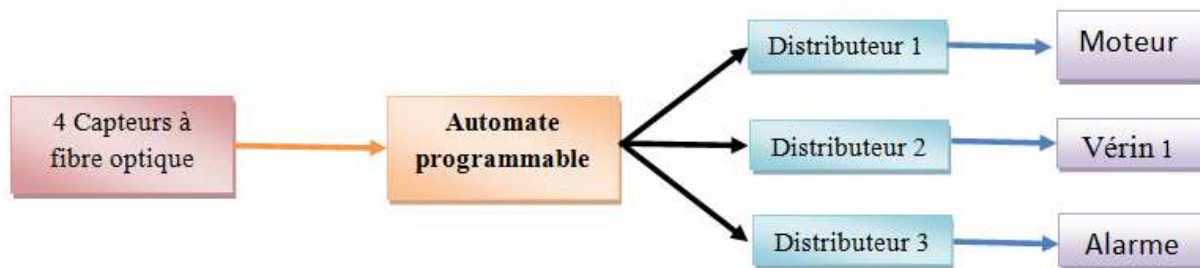 4 Capteurs à
fibre optique
Automate
programmable
Distributeur 1
Moteur
Distributeur 2
Vérin 1
Distributeur 3
Alarme